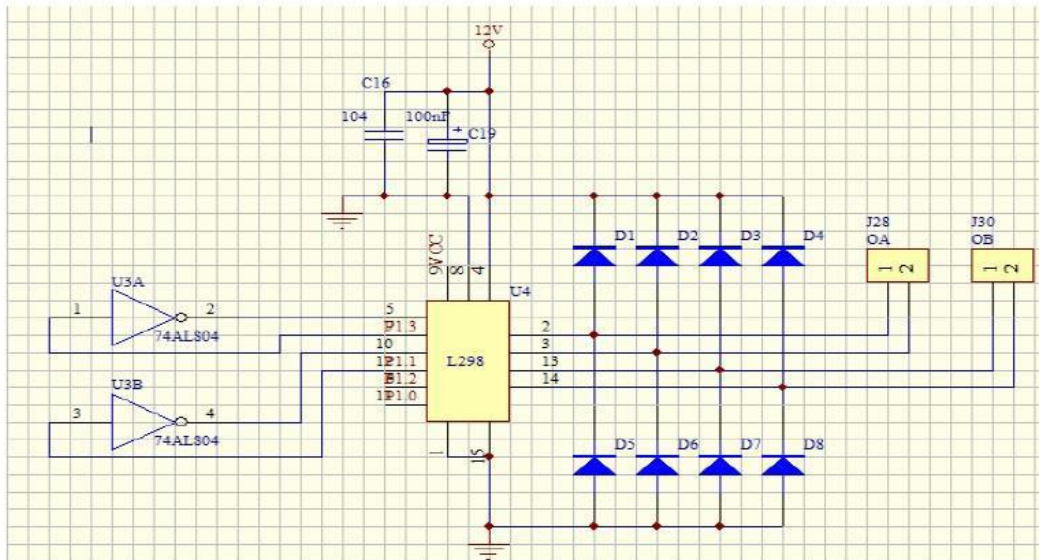 12V
C16
104
100nF
+
C19
J28
OA
1 2
J30
OB
1 2
D1
D2
D3
D4
9VCC
8
4
U4
U3A
1
2
74ALS04
5
P1.3
10
P1.1
P1.2
P1.0
L298
2
3
13
14
U3B
3
4
74ALS04
1
15
D5
D6
D7
D8